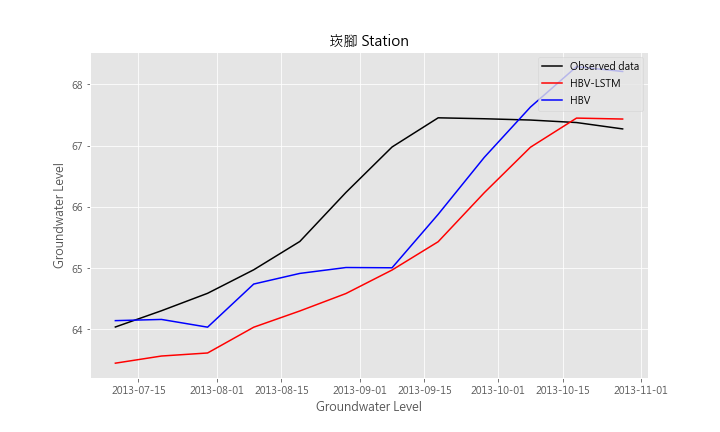 崁腳 Station
Observed data
HBV-LSTM
HBV
Groundwater Level
68
67
66
65
64
2013-07-15
2013-08-01
2013-08-15
2013-09-01
2013-09-15
2013-10-01
2013-10-15
2013-11-01
Groundwater Level